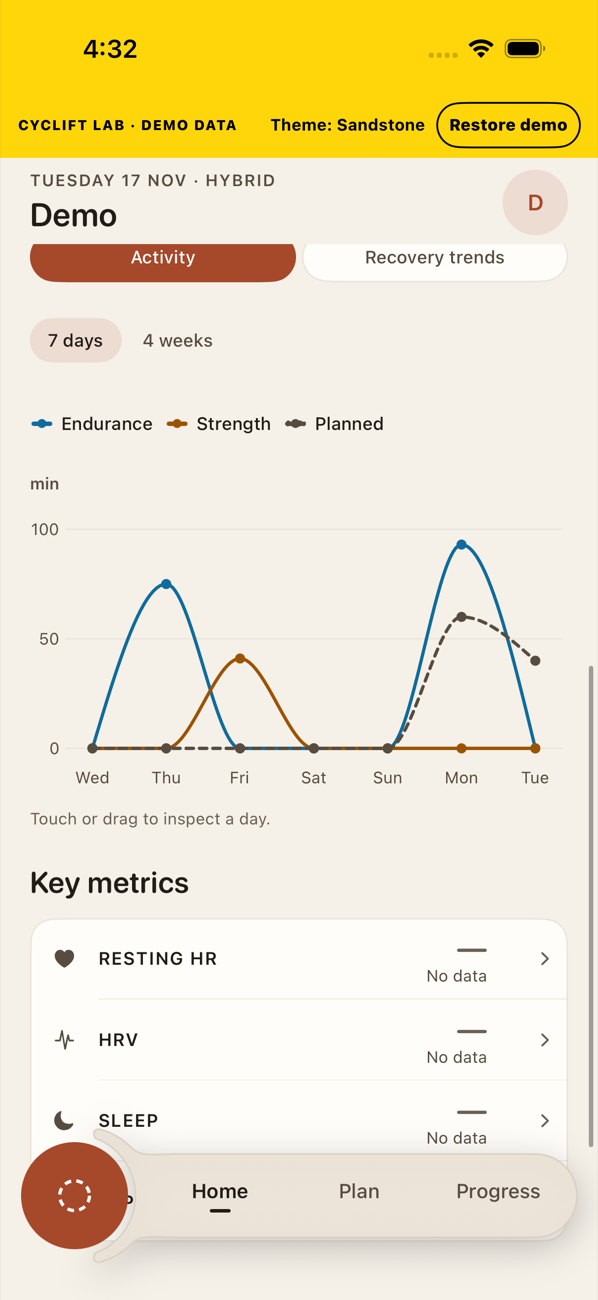 4:32
CYCLIFT LAB · DEMO DATA Theme: Sandstone Restore demo
TUESDAY 17 NOV · HYBRID
Demo
D
Activity Recovery trends
7 days 4 weeks
Endurance Strength Planned
min
100
50
0
Wed Thu Fri Sat Sun Mon Tue
Touch or drag to inspect a day.
Key metrics
RESTING HR
No data
HRV
No data
SLEEP
No data
Home Plan Progress